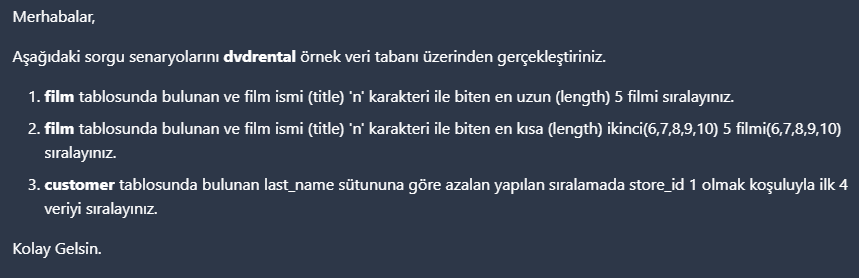 Merhabalar,
Aşağıdaki sorgu senaryolarını dvdrental örnek veri tabanı üzerinden gerçekleştiriniz.
1. film tablosunda bulunan ve film ismi (title) 'n' karakteri ile biten en uzun (length) 5 filmi sıralayınız.
2. film tablosunda bulunan ve film ismi (title) 'n' karakteri ile biten en kısa (length) ikinci(6,7,8,9,10) 5 filmi(6,7,8,9,10)
sıralayınız.
3. customer tablosunda bulunan last_name sütununa göre azalan yapılan sıralamada store_id 1 olmak koşuluyla ilk 4
veriyi sıralayınız.
Kolay Gelsin.